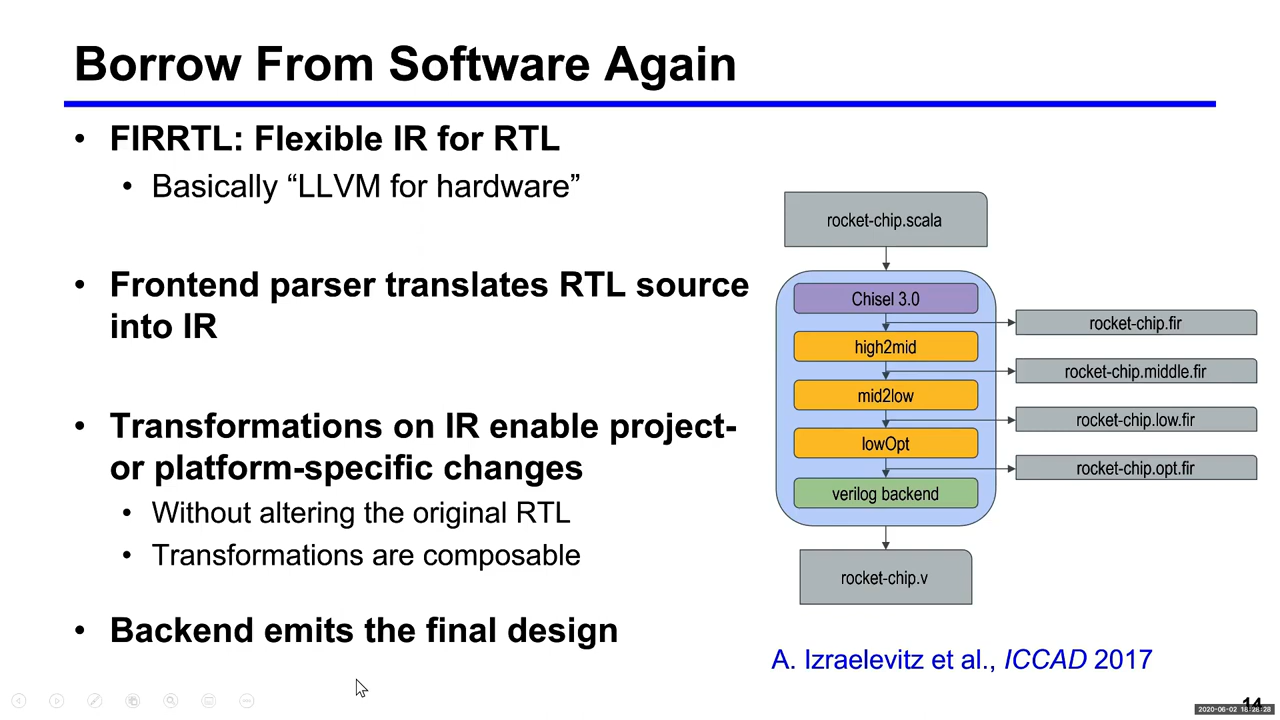 Borrow From Software Again
• FIRRTL: Flexible IR for RTL
• Basically “LLVM for hardware”
• Frontend parser translates RTL source
into IR
• Transformations on IR enable project-
or platform-specific changes
• Without altering the original RTL
• Transformations are composable
• Backend emits the final design
rocket-chip.scala
Chisel 3.0
rocket-chip.fir
high2mid
rocket-chip.middle.fir
mid2low
rocket-chip.low.fir
lowOpt
rocket-chip.opt.fir
verilog backend
rocket-chip.v
A. Izraelevitz et al., ICCAD 2017
14
2020-06-02 18:28:28